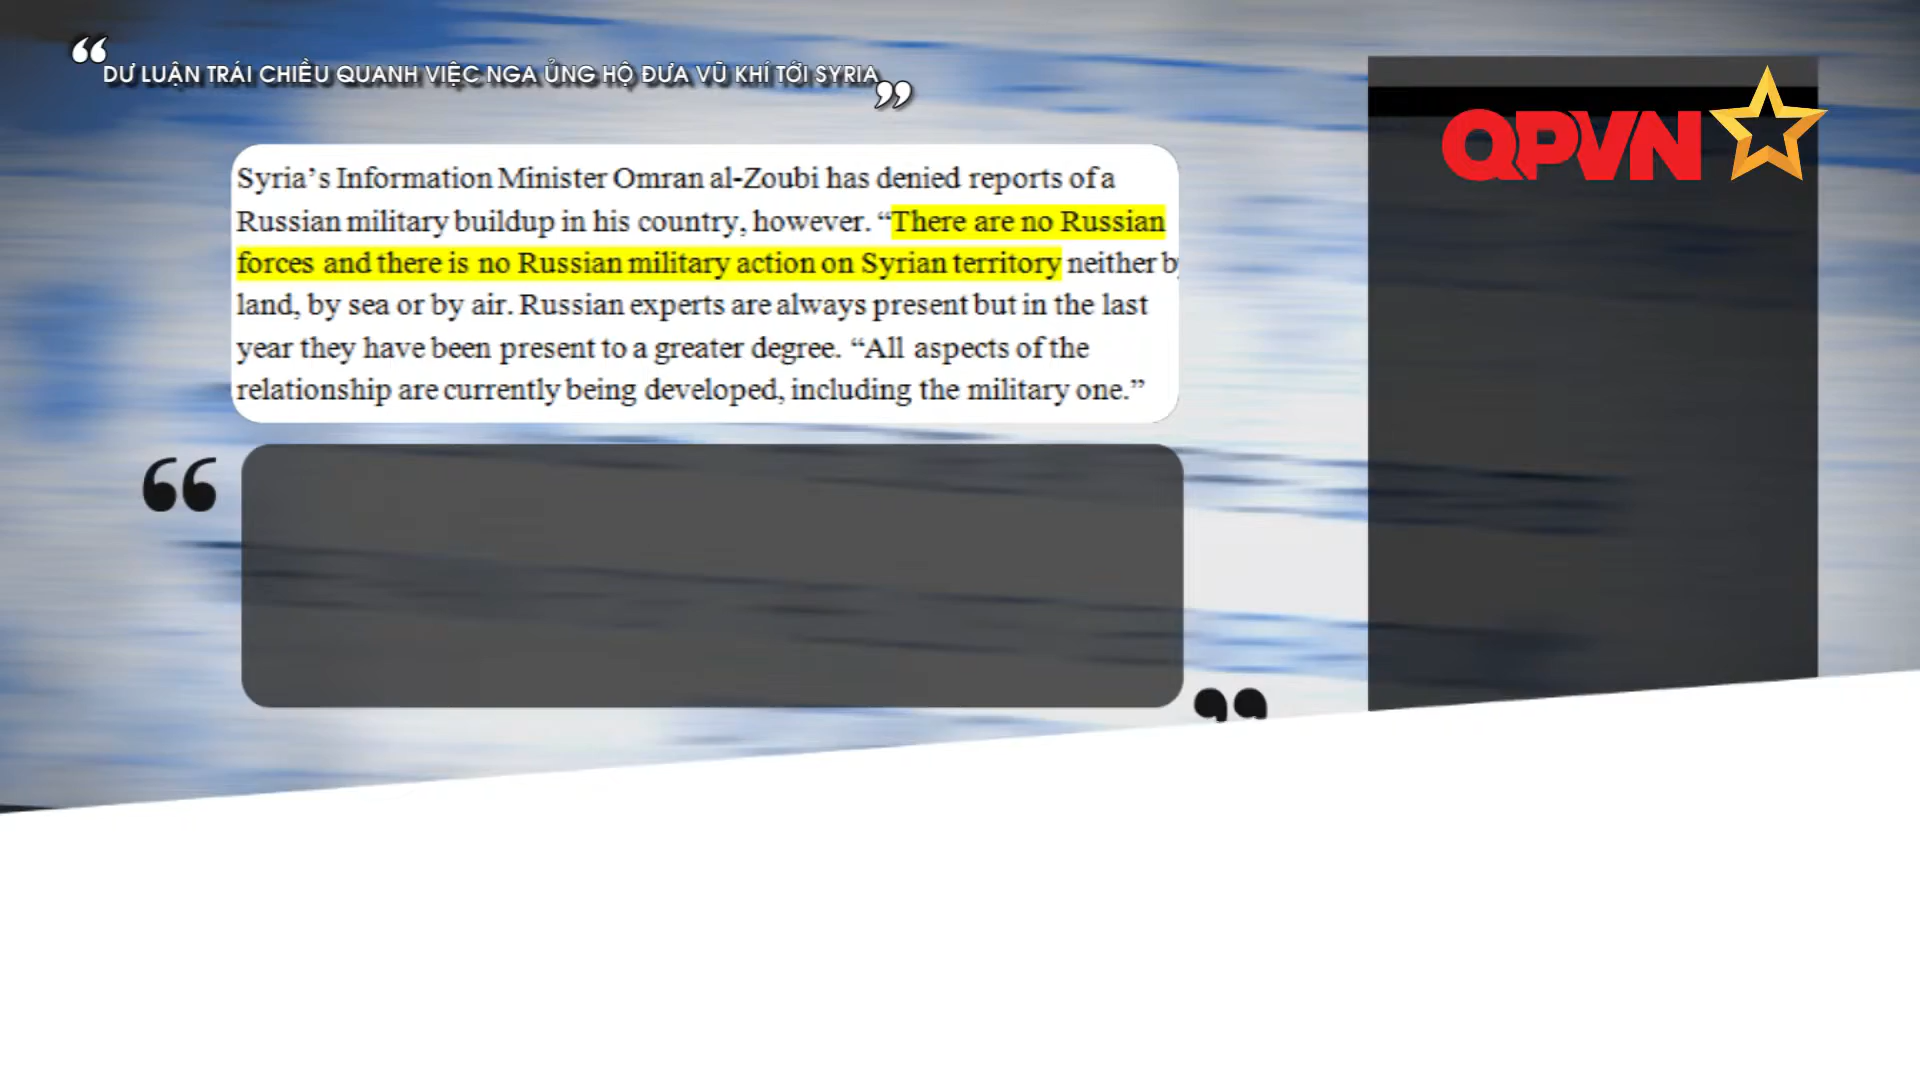 “DƯ LUẬN TRÁI CHIỀU QUANH VIỆC NGA ỦNG HỘ ĐƯA VŨ KHÍ TỚI SYRIA”
QPVN
Syria’s Information Minister Omran al-Zoubi has denied reports of a
Russian military buildup in his country, however. “There are no Russian
forces and there is no Russian military action on Syrian territory neither
land, by sea or by air. Russian experts are always present but in the last
year they have been present to a greater degree. “All aspects of the
relationship are currently being developed, including the military one.”
“
”